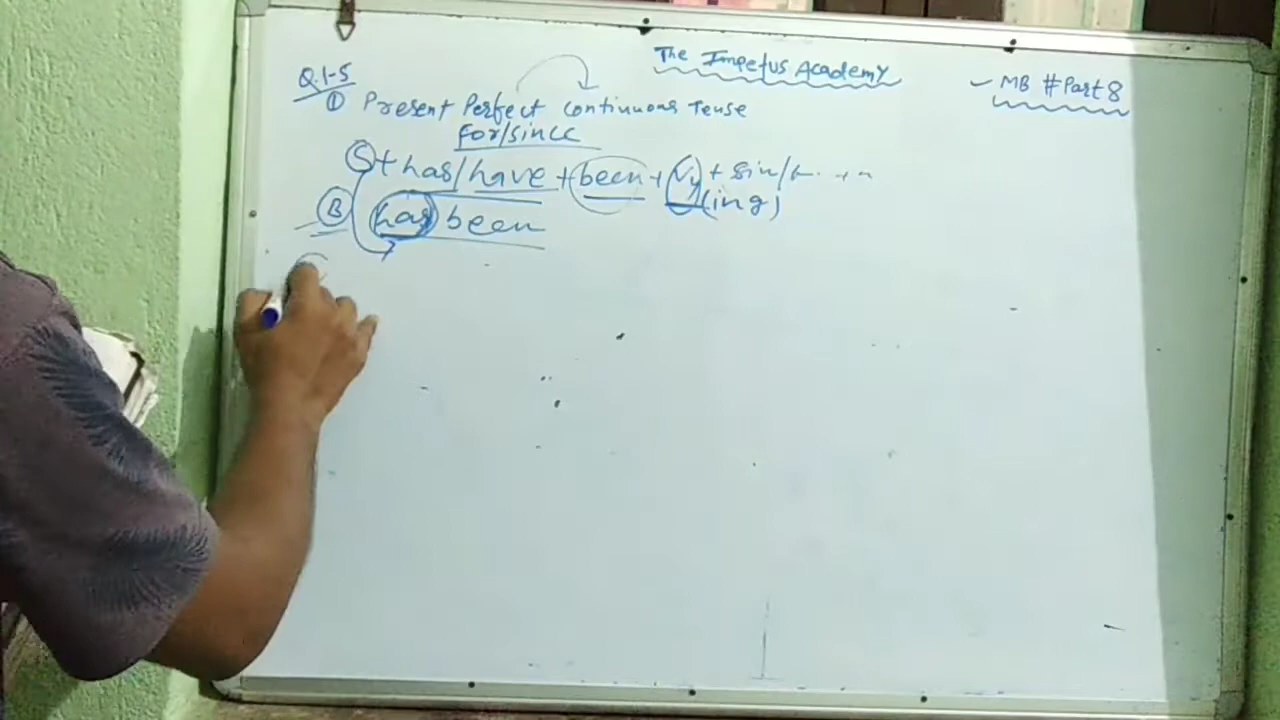 The Impetus Academy
MB #Part 8
Q.1-5
① Present Perfect Continuous Tense
For/since
S + has/have + been + V₁ + sin/f.. + n
(ing)
Ⓑ has been